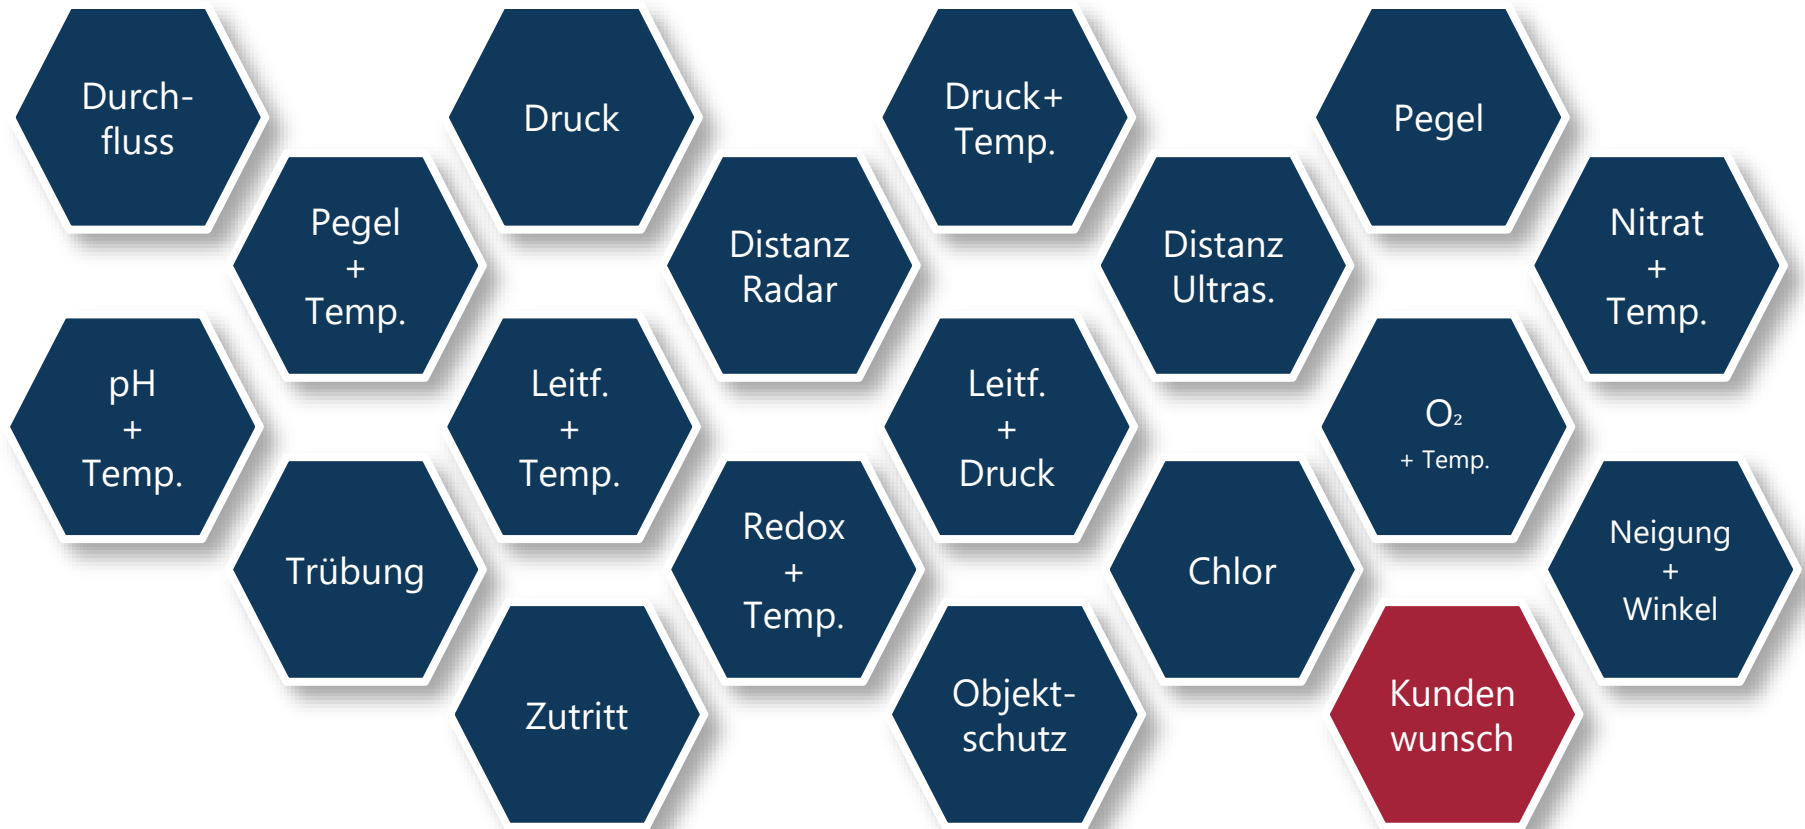 Durch-
fluss
Druck
Druck+
Temp.
Pegel
Pegel
+
Temp.
Distanz
Radar
Distanz
Ultras.
Nitrat
+
Temp.
pH
+
Temp.
Leitf.
+
Temp.
Leitf.
+
Druck
O₂
+ Temp.
Trübung
Redox
+
Temp.
Chlor
Neigung
+
Winkel
Zutritt
Objekt-
schutz
Kunden
wunsch